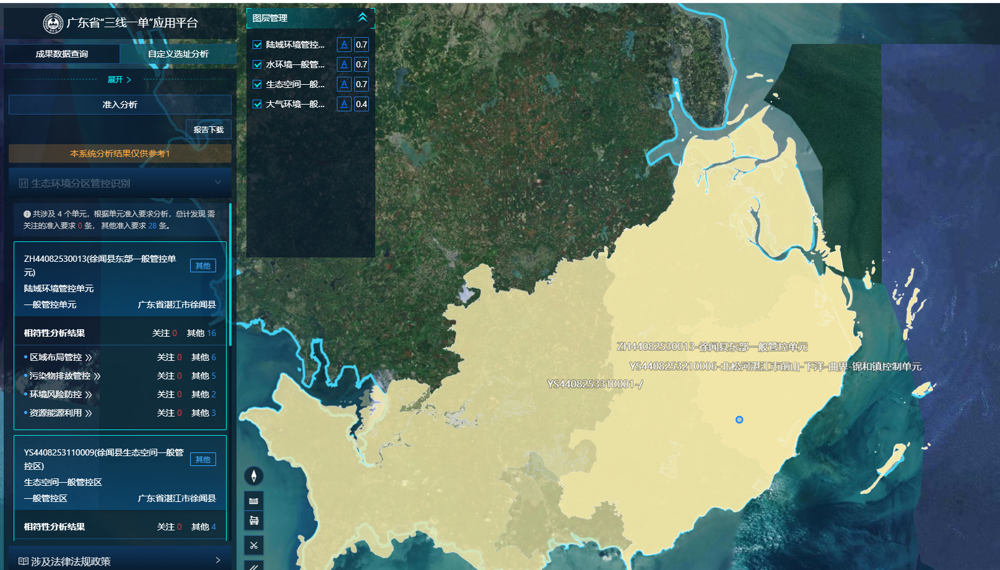 广东省“三线一单”应用平台
成果数据查询
自定义选址分析
展开
准入分析
报告下载
本系统分析结果仅供参考1
生态环境分区管控识别
共涉及 4 个单元，根据单元准入要求分析，总计发现 需
关注的准入要求 0 条， 其他准入要求 28 条。
ZH44082530013(徐闻县东部一般管控单
元)
其他
陆域环境管控单元
一般管控单元 广东省湛江市徐闻县
相符性分析结果 关注 0 其他 16
区域布局管控 关注 0 其他 6
污染物排放管控 关注 0 其他 5
环境风险防控 关注 0 其他 2
资源能源利用 关注 0 其他 3
YS4408253110009(徐闻县生态空间一般管
控区)
其他
生态空间一般管控区
一般管控区 广东省湛江市徐闻县
相符性分析结果 关注 0 其他 4
涉及法律法规政策
图层管理
陆域环境管控... A 0.7
水环境一般管... A 0.7
生态空间一般... A 0.7
大气环境一般... A 0.4
ZH44082530013-徐闻县东部一般管控单元
YS4408253210006-北松河湛江市前山-下洋-曲界-锦和镇控制单元
YS4408253310001-/